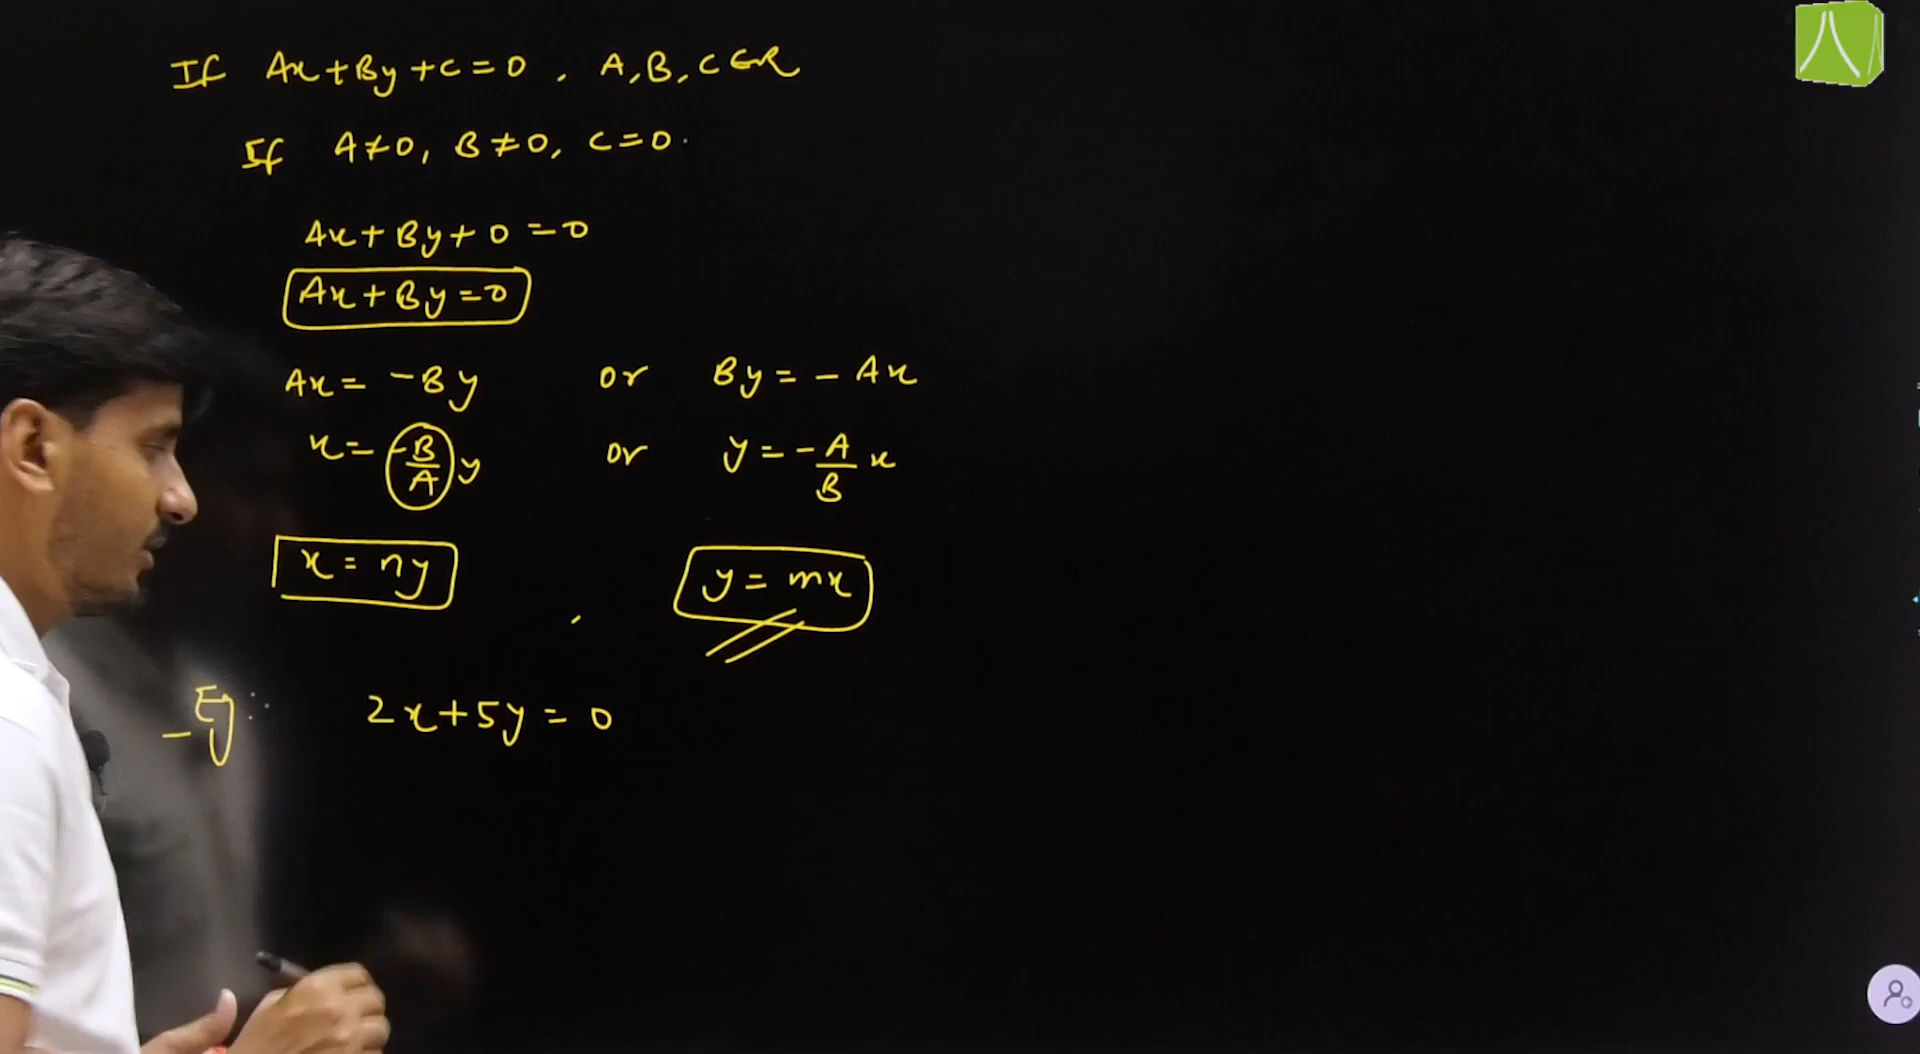 If Ax+By+C=0, A,B,C∈R
If A≠0, B≠0, C=0.
Ax+By+0=0
Ax+By=0
Ax=-By or By=-Ax
x=-B/A y or y=-A/B x
x=ny , y=mx
Eg: 2x+5y=0